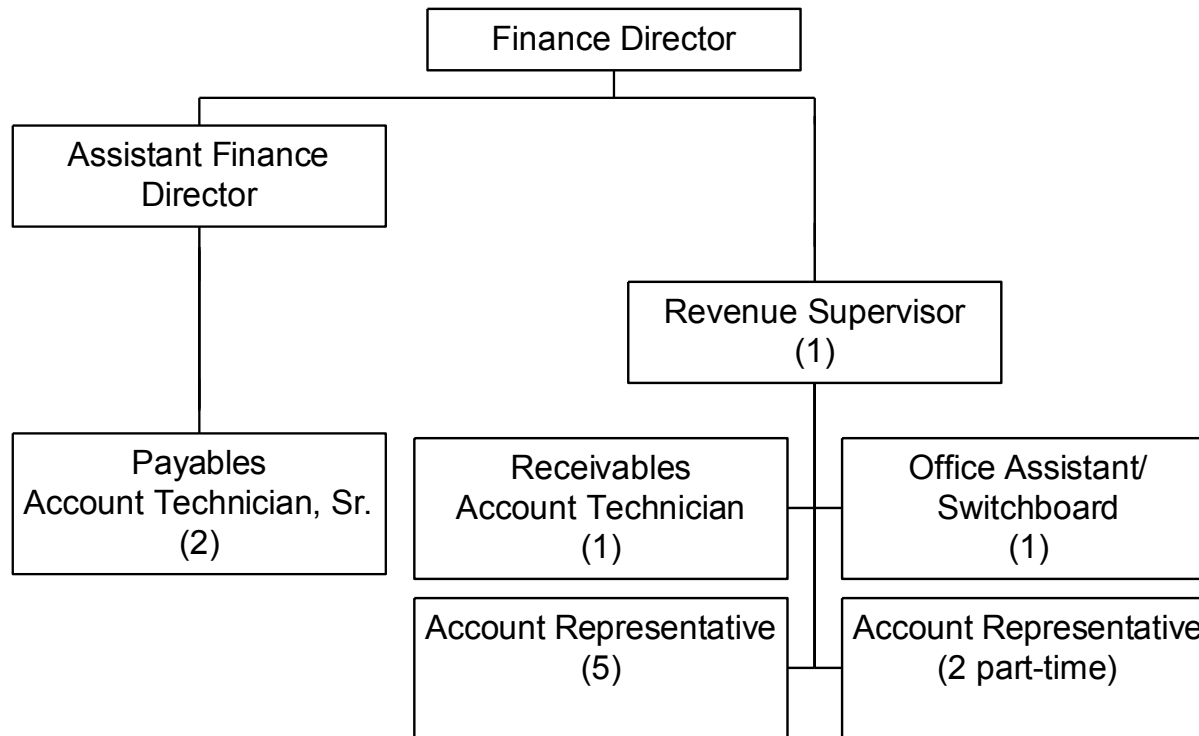 Finance Director
Assistant Finance
Director
Revenue Supervisor
(1)
Payables
Account Technician, Sr.
(2)
Receivables
Account Technician
(1)
Office Assistant/
Switchboard
(1)
Account Representative
(5)
Account Representative
(2 part-time)